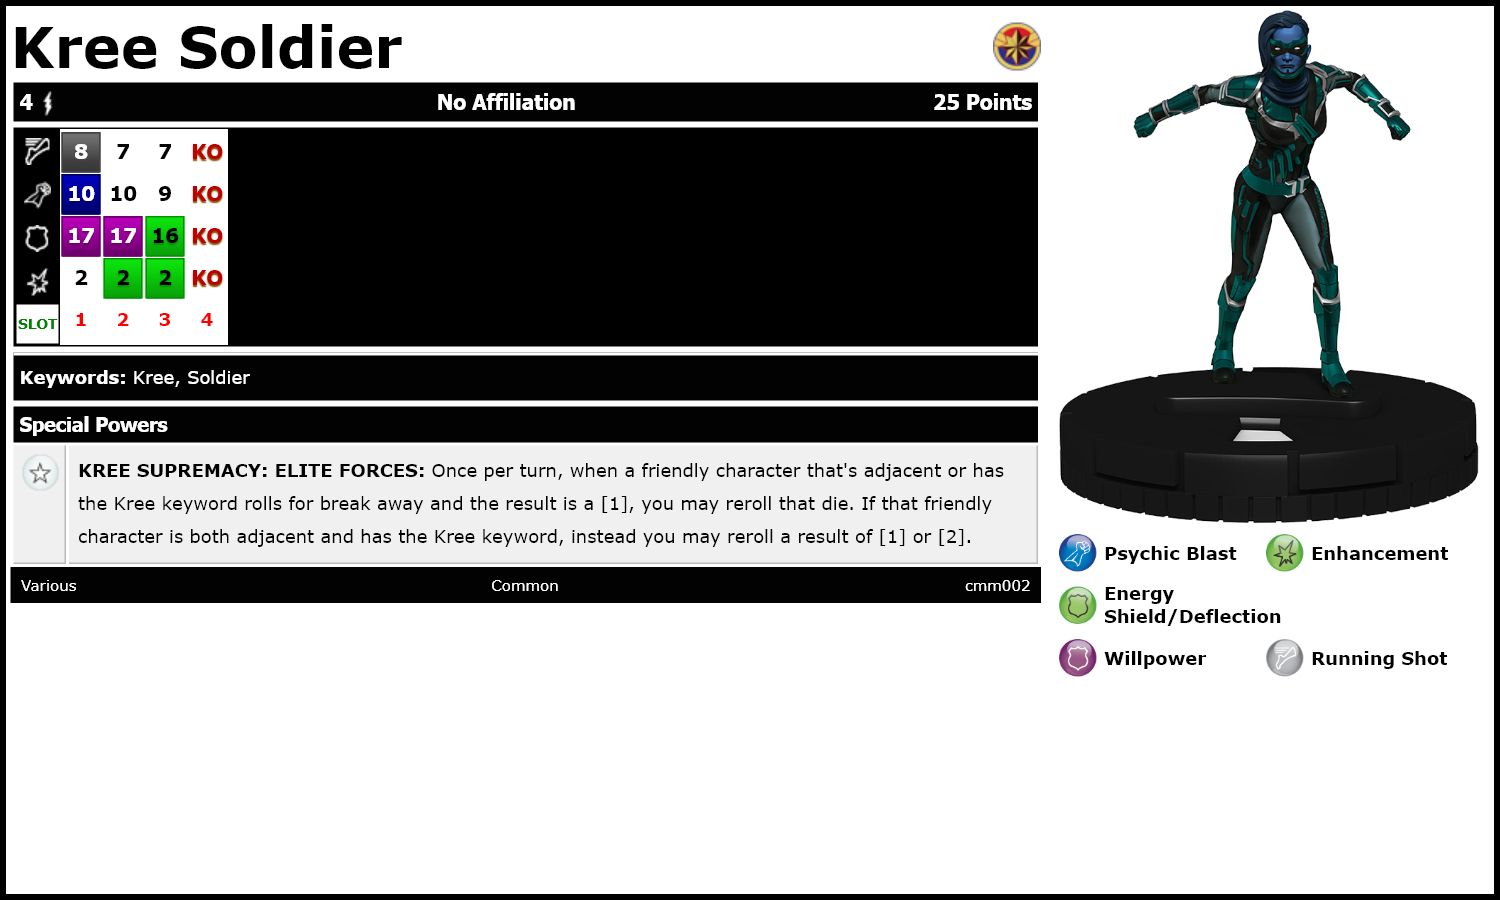 Kree Soldier
4 No Affiliation 25 Points
8 7 7 KO
10 10 9 KO
17 17 16 KO
2 2 2 KO
SLOT 1 2 3 4
Keywords: Kree, Soldier
Special Powers
KREE SUPREMACY: ELITE FORCES: Once per turn, when a friendly character that's adjacent or has
the Kree keyword rolls for break away and the result is a [1], you may reroll that die. If that friendly
character is both adjacent and has the Kree keyword, instead you may reroll a result of [1] or [2].
Various Common cmm002
Psychic Blast Enhancement
Energy
Shield/Deflection
Willpower Running Shot